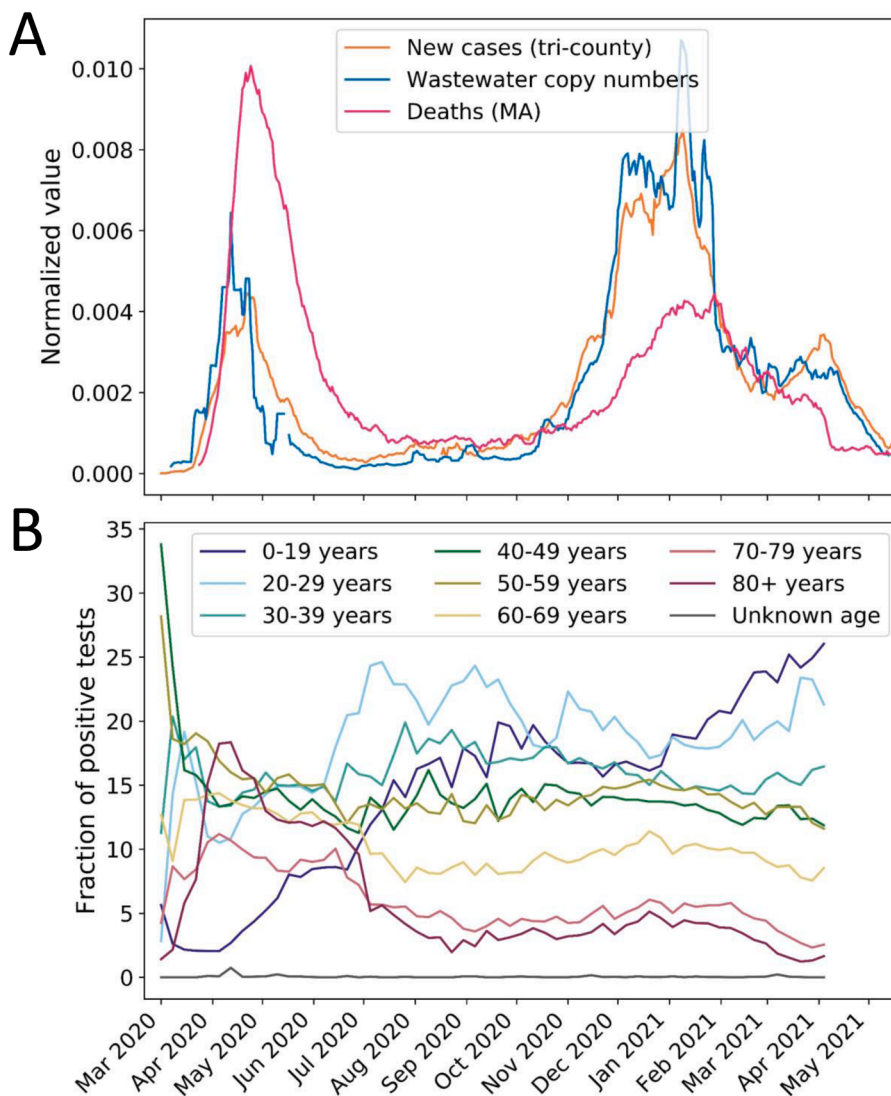 A
New cases (tri-county)
Wastewater copy numbers
Deaths (MA)
Normalized value
0.010
0.008
0.006
0.004
0.002
0.000
B
0-19 years
20-29 years
30-39 years
40-49 years
50-59 years
60-69 years
70-79 years
80+ years
Unknown age
Fraction of positive tests
35
30
25
20
15
10
5
0
Mar 2020
Apr 2020
May 2020
Jun 2020
Jul 2020
Aug 2020
Sep 2020
Oct 2020
Nov 2020
Dec 2020
Jan 2021
Feb 2021
Mar 2021
Apr 2021
May 2021